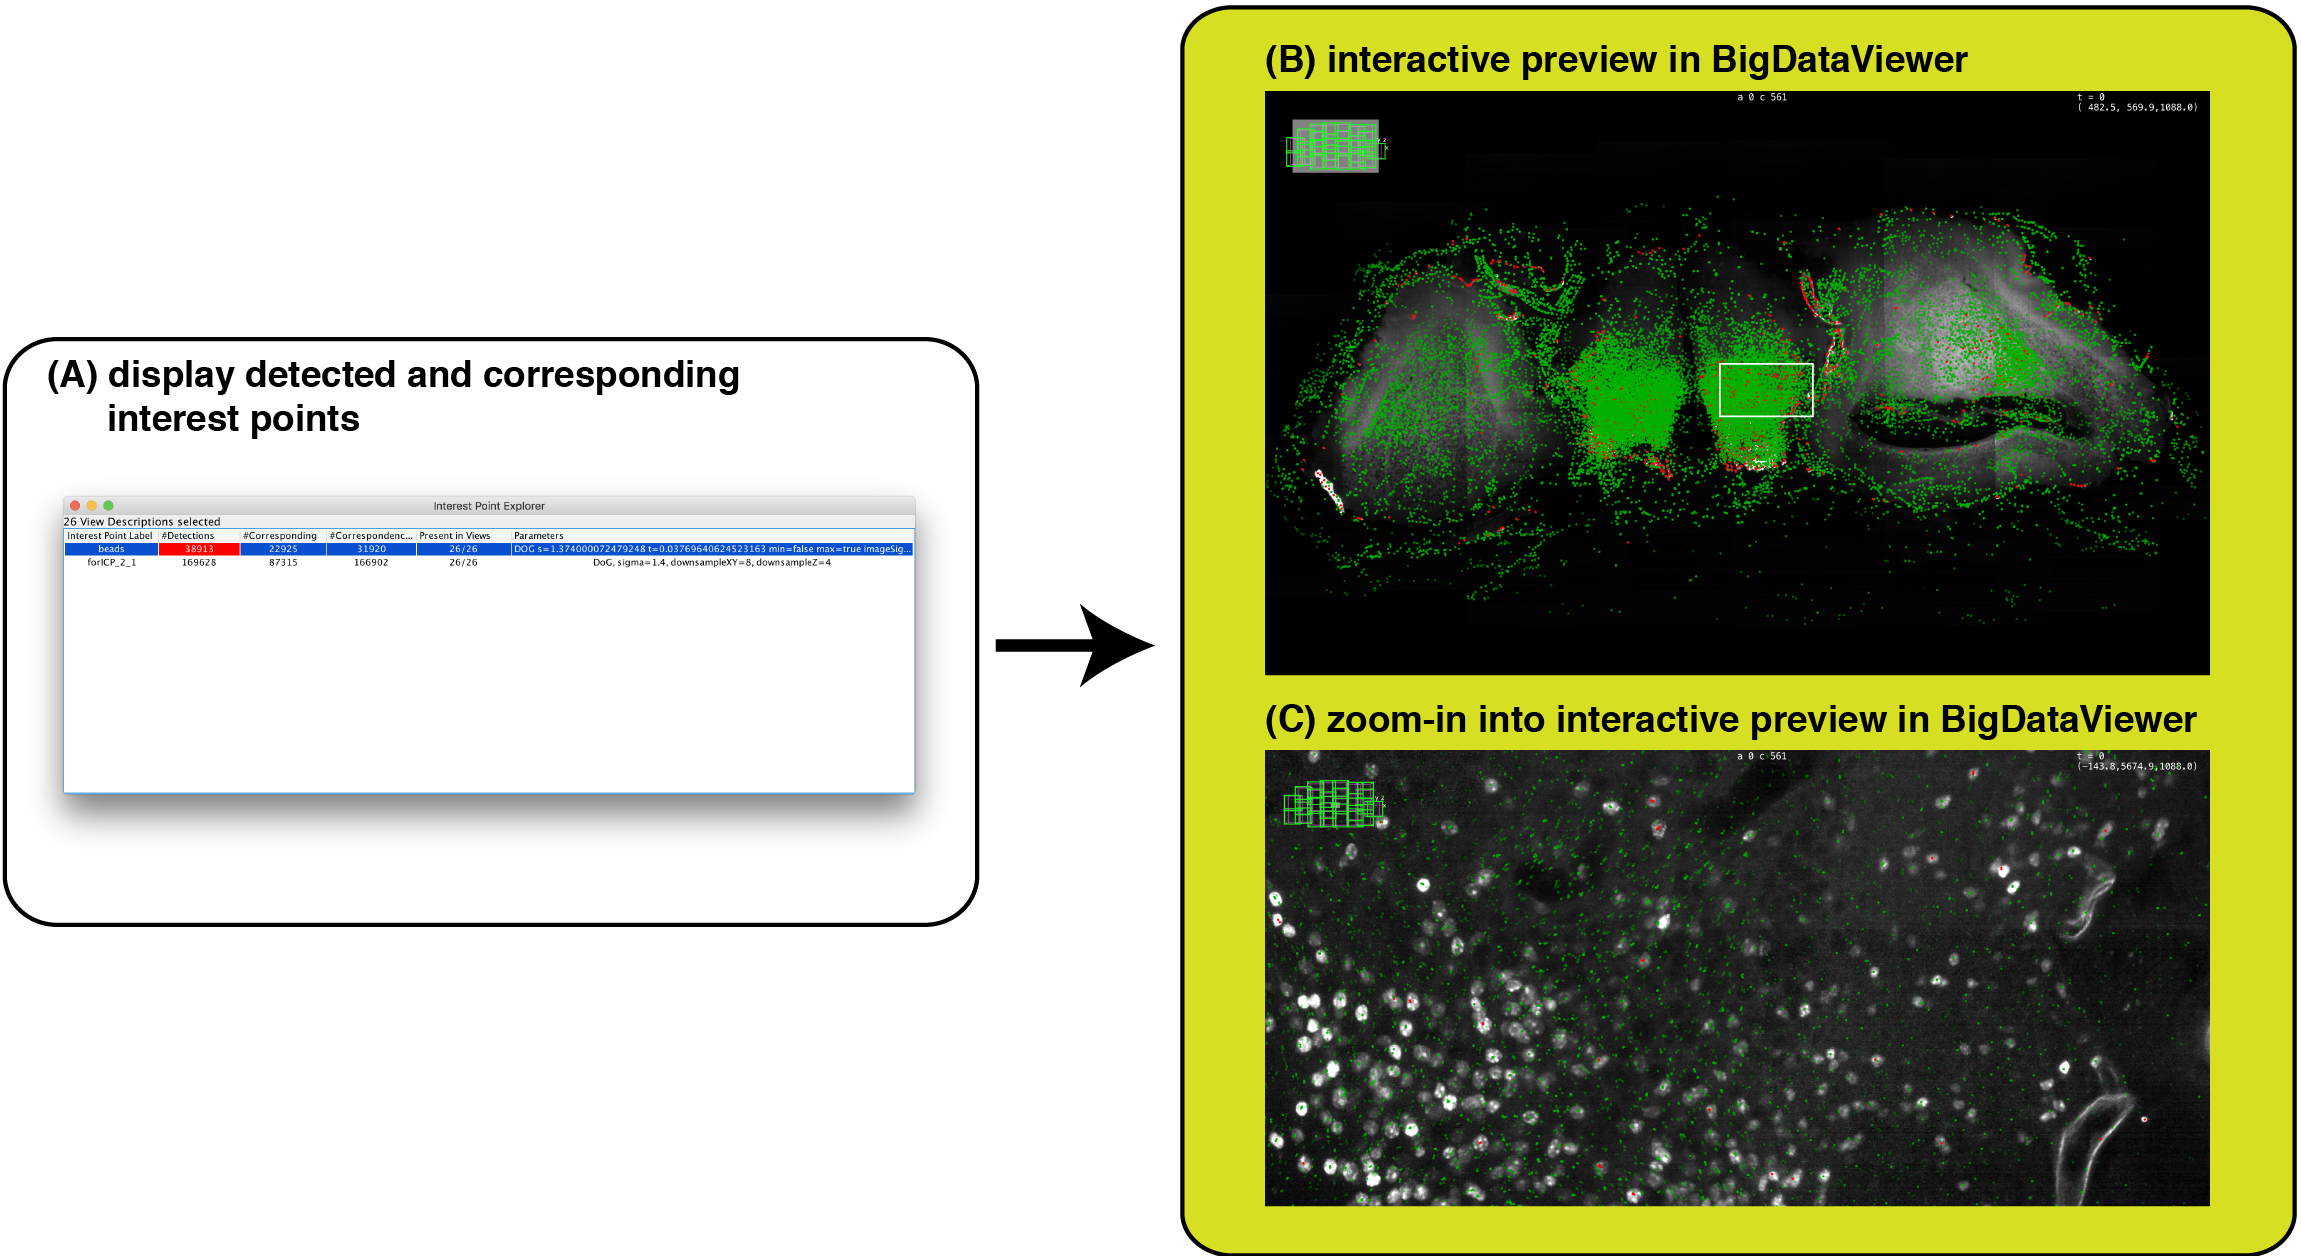 (A) display detected and corresponding
interest points
Interest Point Explorer
26 View Descriptions selected
Interest Point Label #Detections #Corresponding #Correspondenc... Present in Views Parameters
beads 38913 22925 31920 26/26 DOG s=1.374000072479248 t=0.03769640624523163 min=false max=true imageSig...
forICP_2_1 169628 87315 166902 26/26 DoG, sigma=1.4, downsampleXY=8, downsampleZ=4
(B) interactive preview in BigDataViewer
a 0 c 561
t = 0
( 482.5, 569.9,1088.0)
(C) zoom-in into interactive preview in BigDataViewer
a 0 c 561
t = 0
(-143.8,5674.9,1088.0)